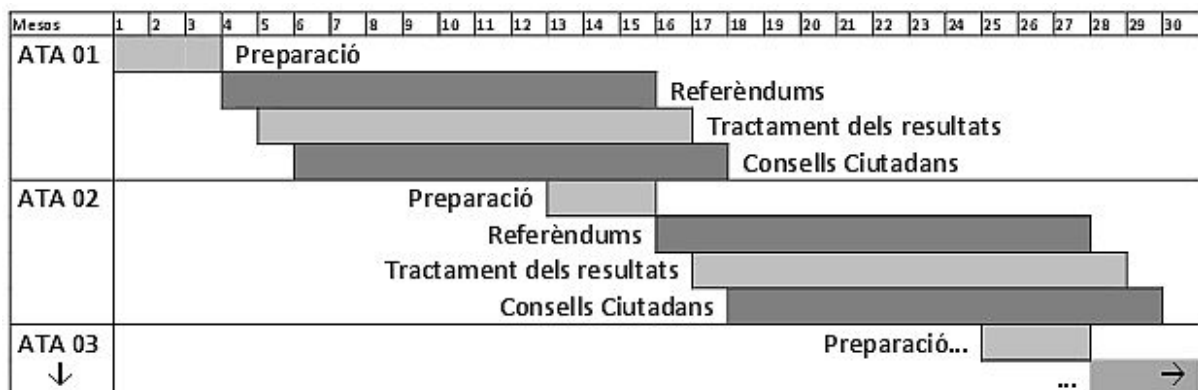 Mesos 1 2 3 4 5 6 7 8 9 10 11 12 13 14 15 16 17 18 19 20 21 22 23 24 25 26 27 28 29 30
ATA 01 Preparació
Referèndums
Tractament dels resultats
Consells Ciutadans
ATA 02 Preparació
Referèndums
Tractament dels resultats
Consells Ciutadans
ATA 03 Preparació...
↓ ... →